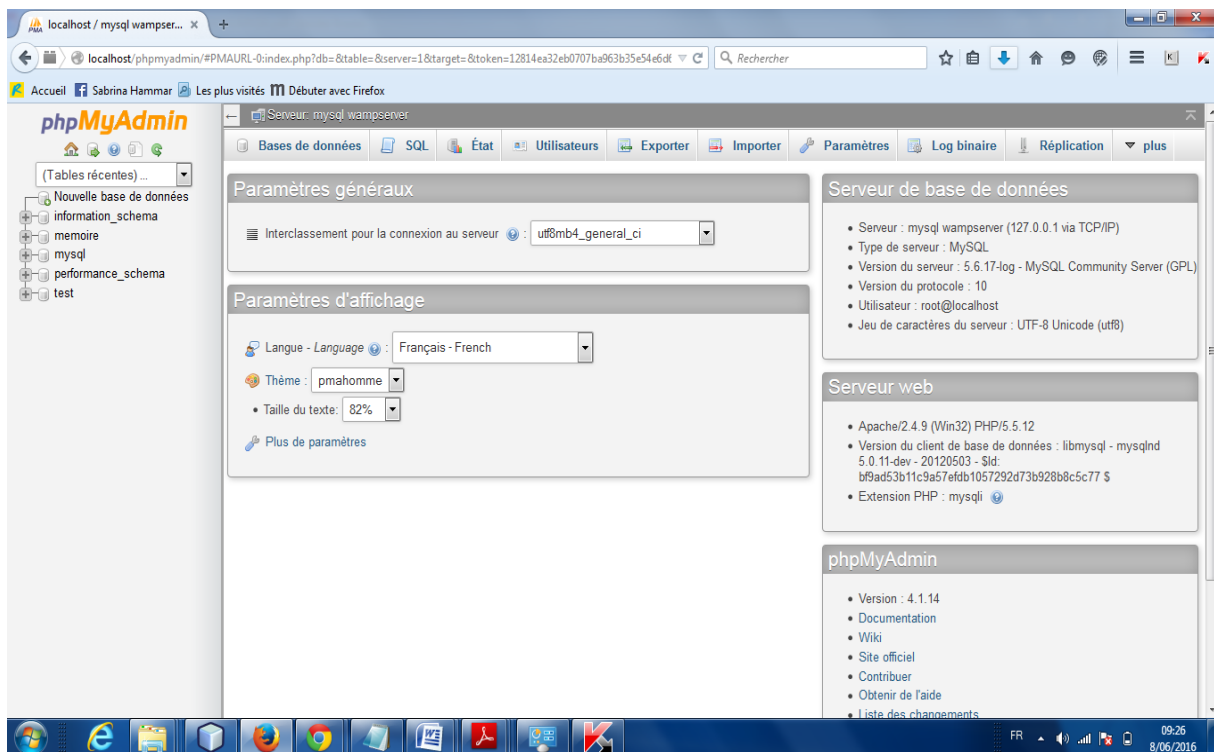 localhost / mysql wampser...
localhost/phpmyadmin/#PMAURL-0:index.php?db=&table=&server=1&target=&token=12814ea32eb0707ba963b35e54e6df
Rechercher
Accueil Sabrina Hammar Les plus visités Débuter avec Firefox
phpMyAdmin
(Tables récentes) ...
Nouvelle base de données
information_schema
memoire
mysql
performance_schema
test
Serveur: mysql wampserver
Bases de données SQL État Utilisateurs Exporter Importer Paramètres Log binaire Réplication plus
Paramètres généraux
Interclassement pour la connexion au serveur : utf8mb4_general_ci
Paramètres d'affichage
Langue - Language : Français - French
Thème : pmahomme
Taille du texte: 82%
Plus de paramètres
Serveur de base de données
Serveur : mysql wampserver (127.0.0.1 via TCP/IP)
Type de serveur : MySQL
Version du serveur : 5.6.17-log - MySQL Community Server (GPL)
Version du protocole : 10
Utilisateur : root@localhost
Jeu de caractères du serveur : UTF-8 Unicode (utf8)
Serveur web
Apache/2.4.9 (Win32) PHP/5.5.12
Version du client de base de données : libmysql - mysqlnd
5.0.11-dev - 20120503 - $Id:
bf9ad53b11c9a57efdb1057292d73b928b8c5c77 $
Extension PHP : mysqli
phpMyAdmin
Version : 4.1.14
Documentation
Wiki
Site officiel
Contribuer
Obtenir de l'aide
Liste des changements
FR
09:26
8/06/2016